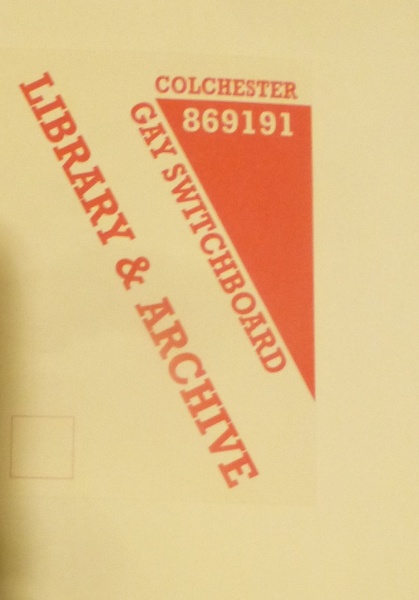 COLCHESTER
869191
GAY SWITCHBOARD
LIBRARY & ARCHIVE